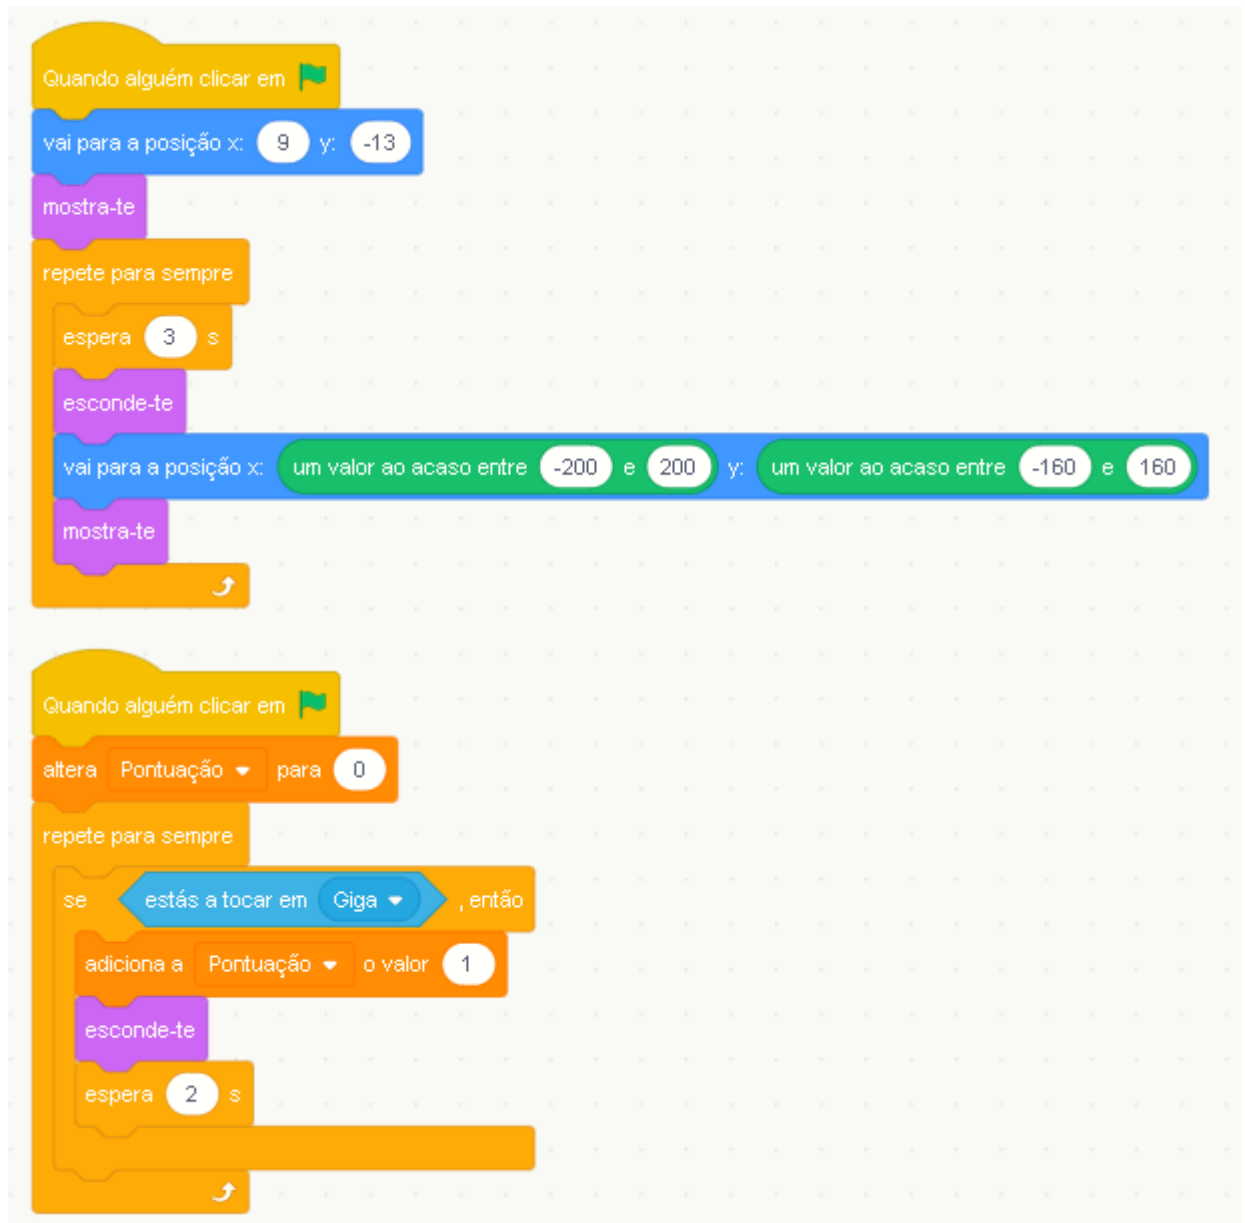 Quando alguém clicar em
vai para a posição x: 9 y: -13
mostra-te
repete para sempre
espera 3 s
esconde-te
vai para a posição x: um valor ao acaso entre -200 e 200 y: um valor ao acaso entre -160 e 160
mostra-te
Quando alguém clicar em
altera Pontuação para 0
repete para sempre
se estás a tocar em Giga , então
adiciona a Pontuação o valor 1
esconde-te
espera 2 s